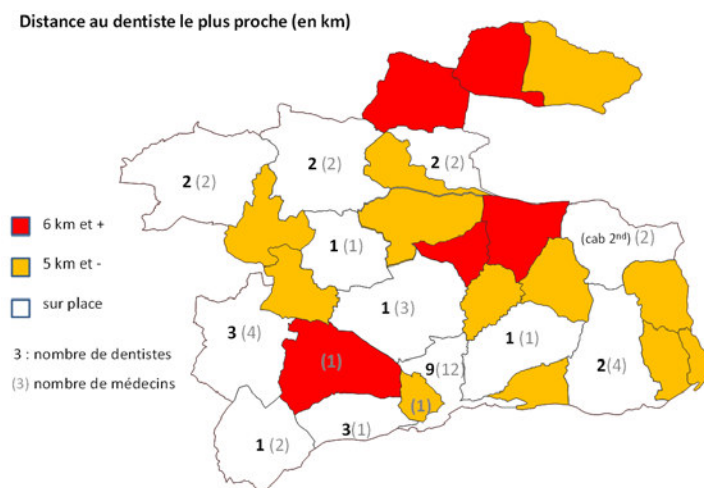 Distance au dentiste le plus proche (en km)
2 (2)
2 (2)
2 (2)
(cab 2nd) (2)
6 km et +
5 km et -
sur place
1 (1)
1 (3)
3 (4)
(1)
1 (1)
9(12)
2(4)
3 : nombre de dentistes
(3) nombre de médecins
(1)
3(1)
1 (2)